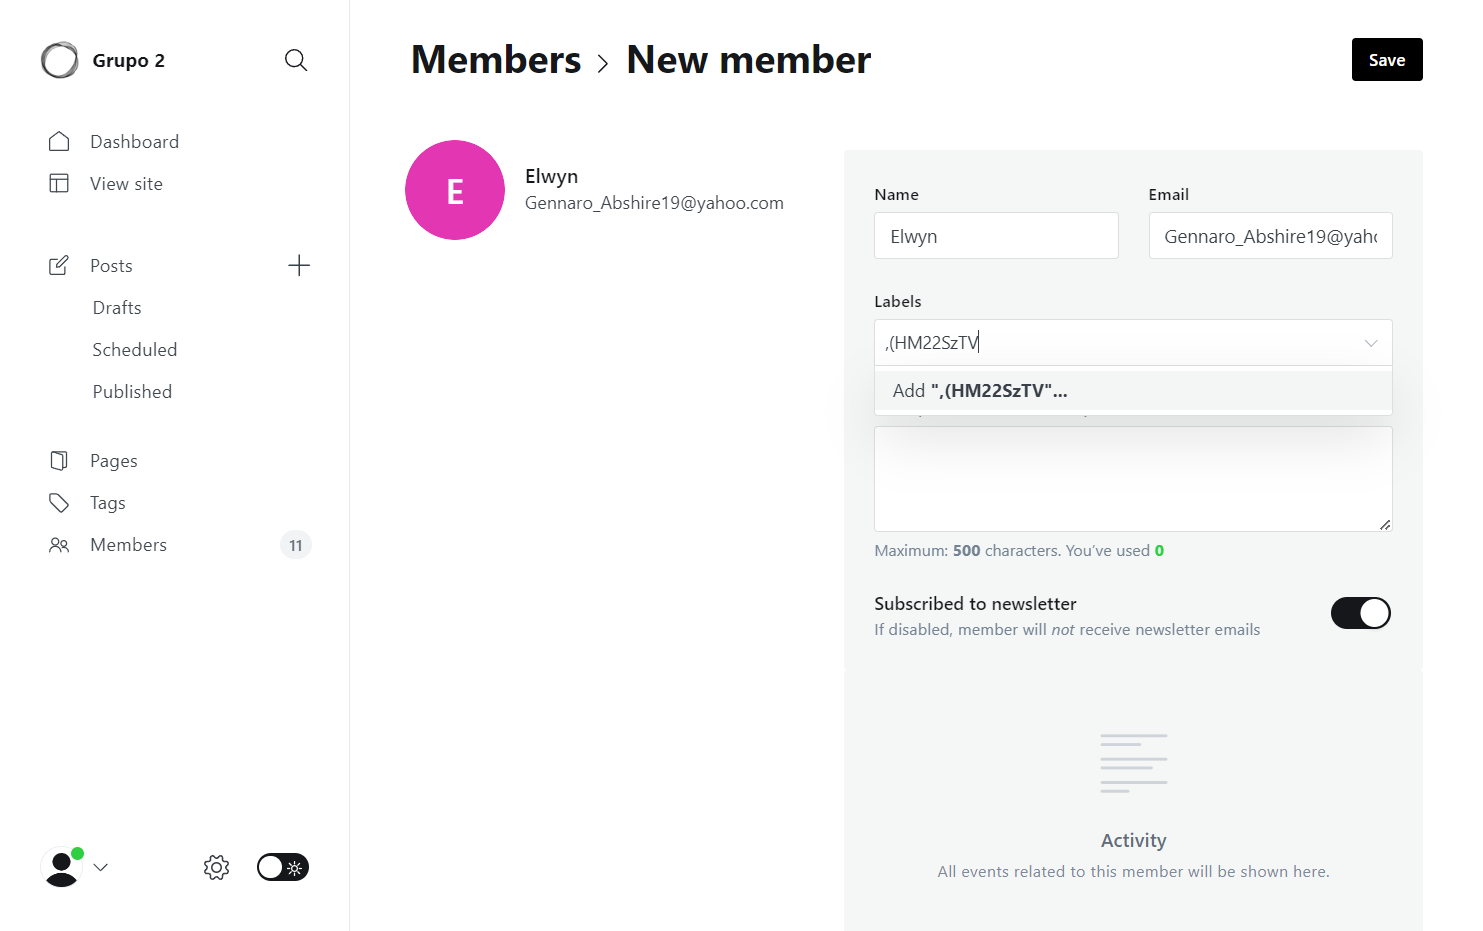 Grupo 2
Dashboard
View site
Posts
Drafts
Scheduled
Published
Pages
Tags
Members
11
Members
New member
Save
E
Elwyn
Gennaro_Abshire19@yahoo.com
Name
Email
Elwyn
Gennaro_Abshire19@yaho
Labels
,(HM22SzTV
Add ",(HM22SzTV"...
Maximum: 500 characters. You've used 0
Subscribed to newsletter
If disabled, member will not receive newsletter emails
Activity
All events related to this member will be shown here.